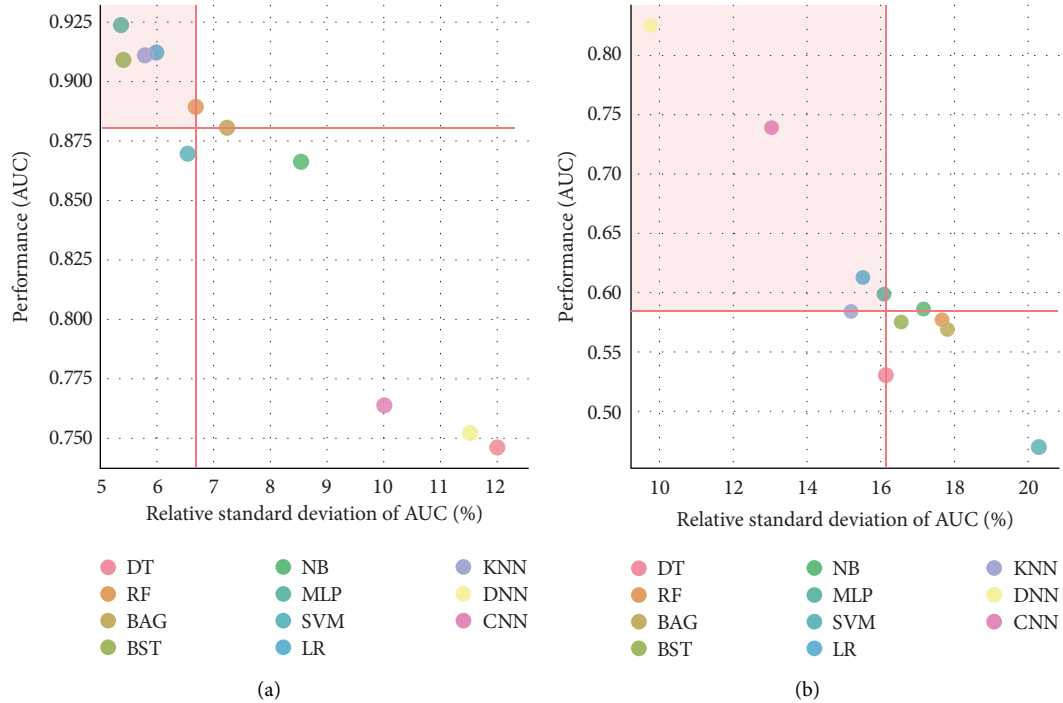 0.925
0.900
0.875
0.850
0.825
0.800
0.775
0.750
Performance (AUC)
5 6 7 8 9 10 11 12
Relative standard deviation of AUC (%)
DT NB KNN
RF MLP DNN
BAG SVM CNN
BST LR
(a)
0.80
0.75
0.70
0.65
0.60
0.55
0.50
Performance (AUC)
10 12 14 16 18 20
Relative standard deviation of AUC (%)
DT NB KNN
RF MLP DNN
BAG SVM CNN
BST LR
(b)